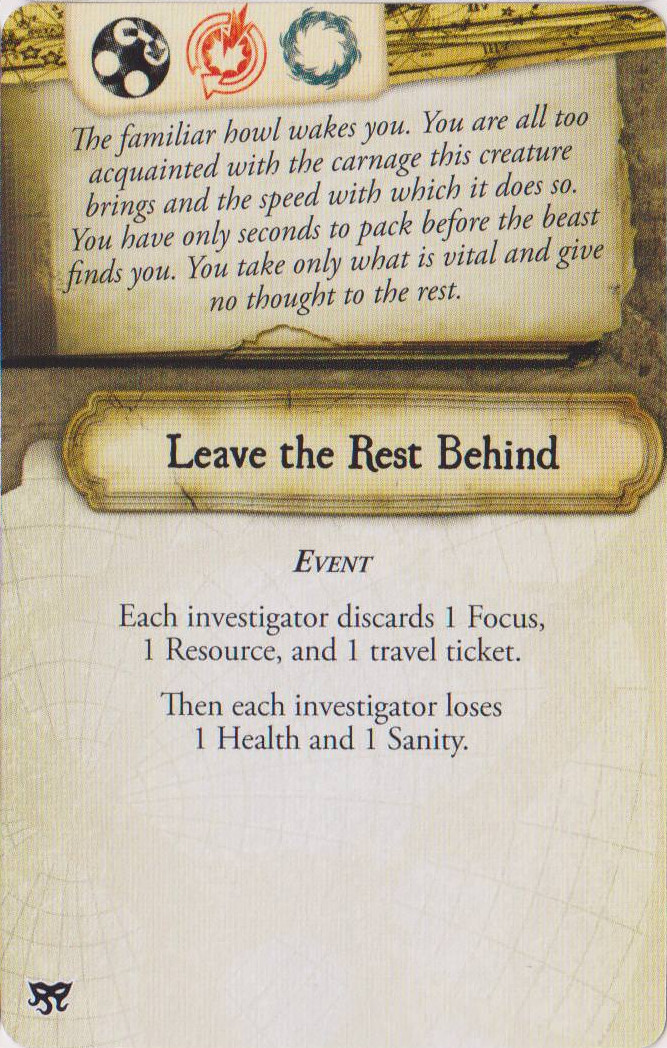 The familiar howl wakes you. You are all too
acquainted with the carnage this creature
brings and the speed with which it does so.
You have only seconds to pack before the beast
finds you. You take only what is vital and give
no thought to the rest.
Leave the Rest Behind
Event
Each investigator discards 1 Focus,
1 Resource, and 1 travel ticket.
Then each investigator loses
1 Health and 1 Sanity.